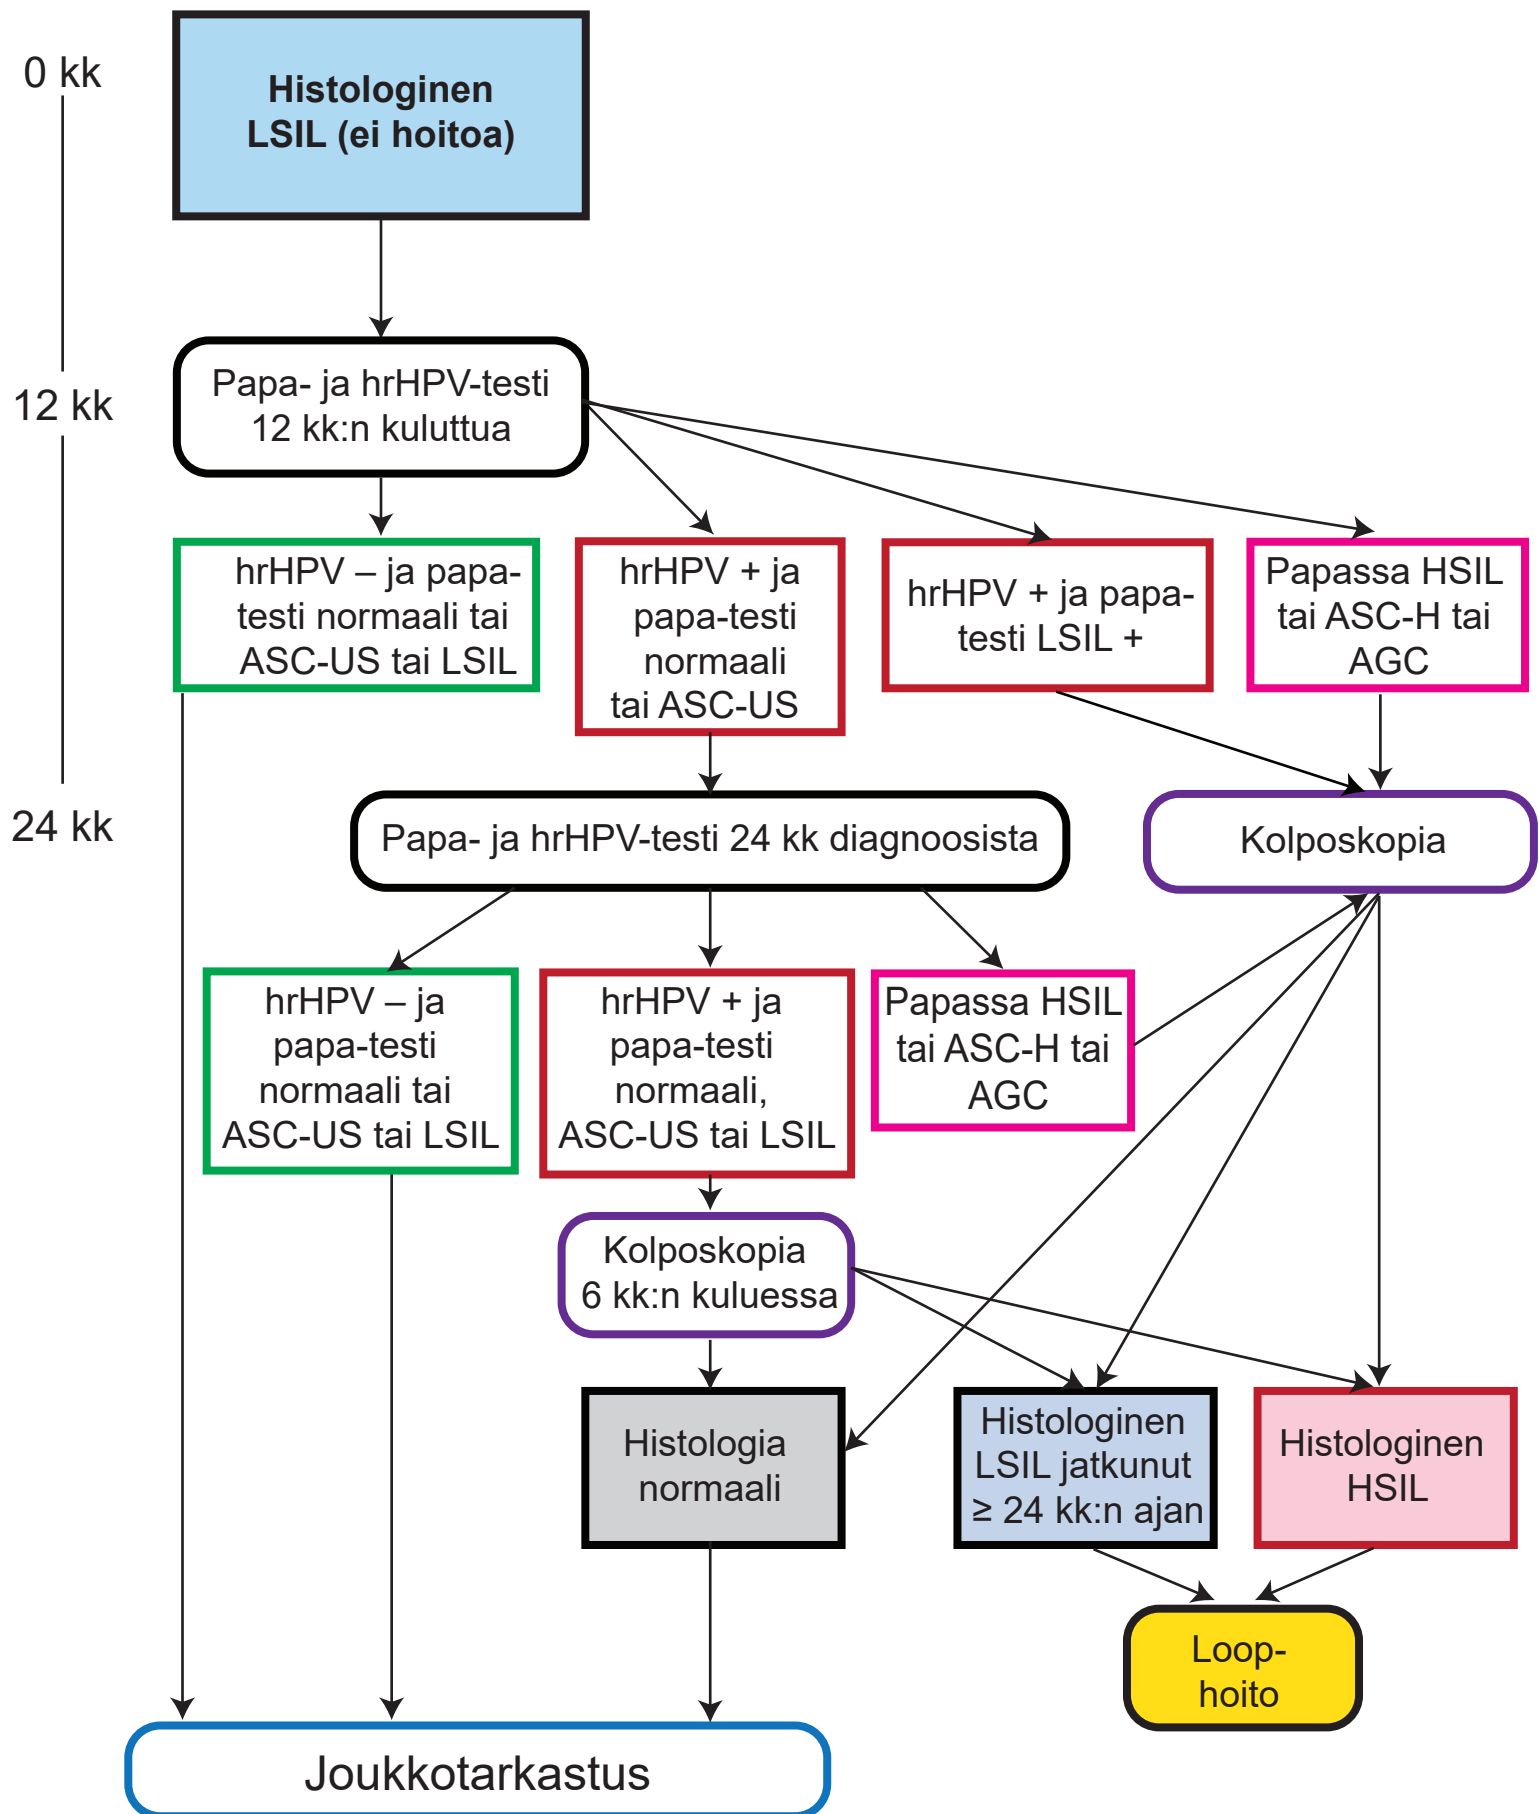 0 kk
Histologinen
LSIL (ei hoitoa)
12 kk
Papa- ja hrHPV-testi
12 kk:n kuluttua
hrHPV – ja papa-
testi normaali tai
ASC-US tai LSIL
hrHPV + ja
papa-testi
normaali
tai ASC-US
hrHPV + ja papa-
testi LSIL +
Papassa HSIL
tai ASC-H tai
AGC
24 kk
Papa- ja hrHPV-testi 24 kk diagnoosista
Kolposkopia
hrHPV – ja
papa-testi
normaali tai
ASC-US tai LSIL
hrHPV + ja
papa-testi
normaali,
ASC-US tai LSIL
Papassa HSIL
tai ASC-H tai
AGC
Kolposkopia
6 kk:n kuluessa
Histologia
normaali
Histologinen
LSIL jatkunut
≥ 24 kk:n ajan
Histologinen
HSIL
Loop-
hoito
Joukkotarkastus